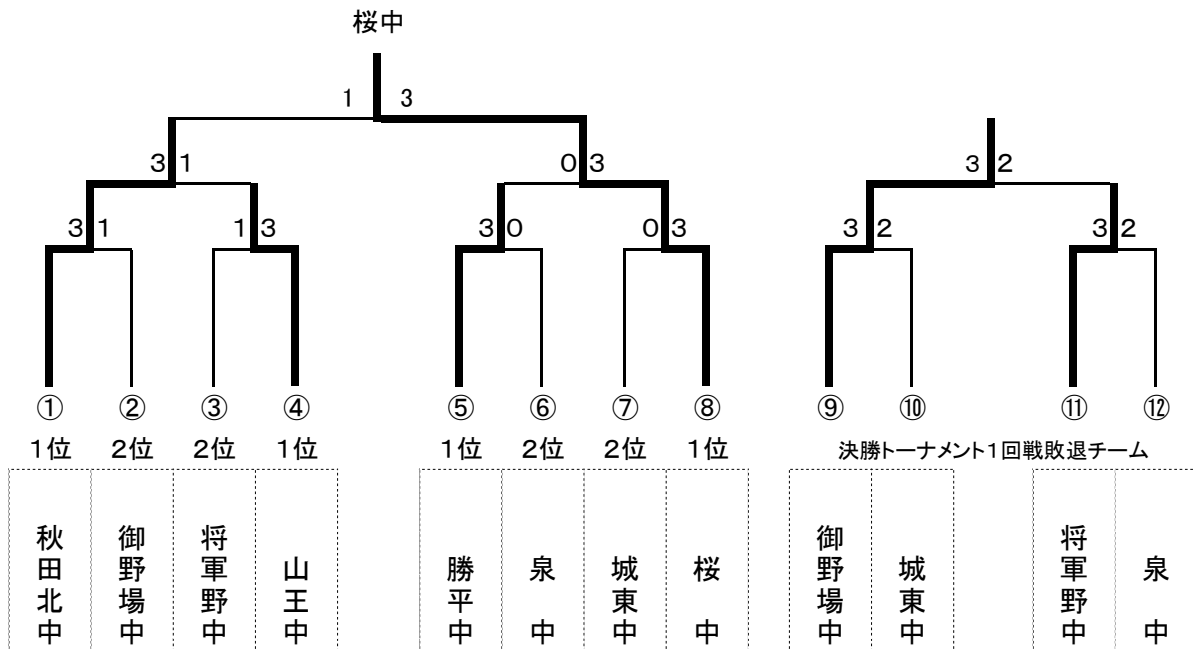 桜中
1 3
3 1 0 3 3 2
3 1 1 3 3 0 0 3 3 2 3 2
① ② ③ ④ ⑤ ⑥ ⑦ ⑧ ⑨ ⑩ ⑪ ⑫
1位 2位 2位 1位 1位 2位 2位 1位 決勝トーナメント1回戦敗退チーム
秋田北中
御野場中
将軍野中
山王中
勝平中
泉中
城東中
桜中
御野場中
城東中
将軍野中
泉中